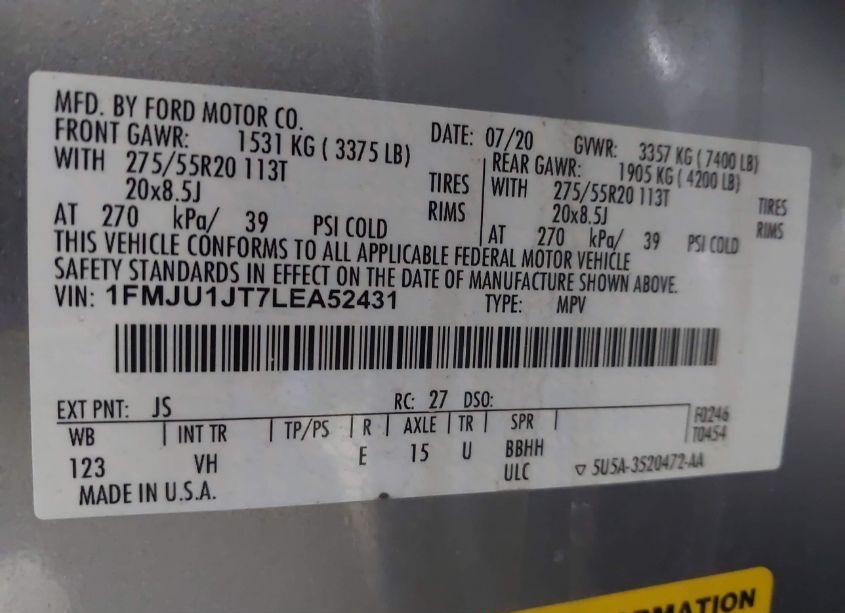 MFD. BY FORD MOTOR CO.
DATE: 07/20 GVWR: 3357 KG ( 7400 LB)
FRONT GAWR: 1531 KG ( 3375 LB)
WITH 275/55R20 113T TIRES
20x8.5J RIMS
AT 270 kPa/ 39 PSI COLD
REAR GAWR: 1905 KG ( 4200 LB)
WITH 275/55R20 113T TIRES
20x8.5J RIMS
AT 270 kPa/ 39 PSI COLD
THIS VEHICLE CONFORMS TO ALL APPLICABLE FEDERAL MOTOR VEHICLE
SAFETY STANDARDS IN EFFECT ON THE DATE OF MANUFACTURE SHOWN ABOVE.
VIN: 1FMJU1JT7LEA52431 TYPE: MPV
EXT PNT: JS RC: 27 DSO:
WB INT TR TP/PS R AXLE TR SPR
123 VH E 15 U BBHH
ULC
F0246
T0454
▽ 5U5A-3520472-AA
MADE IN U.S.A.